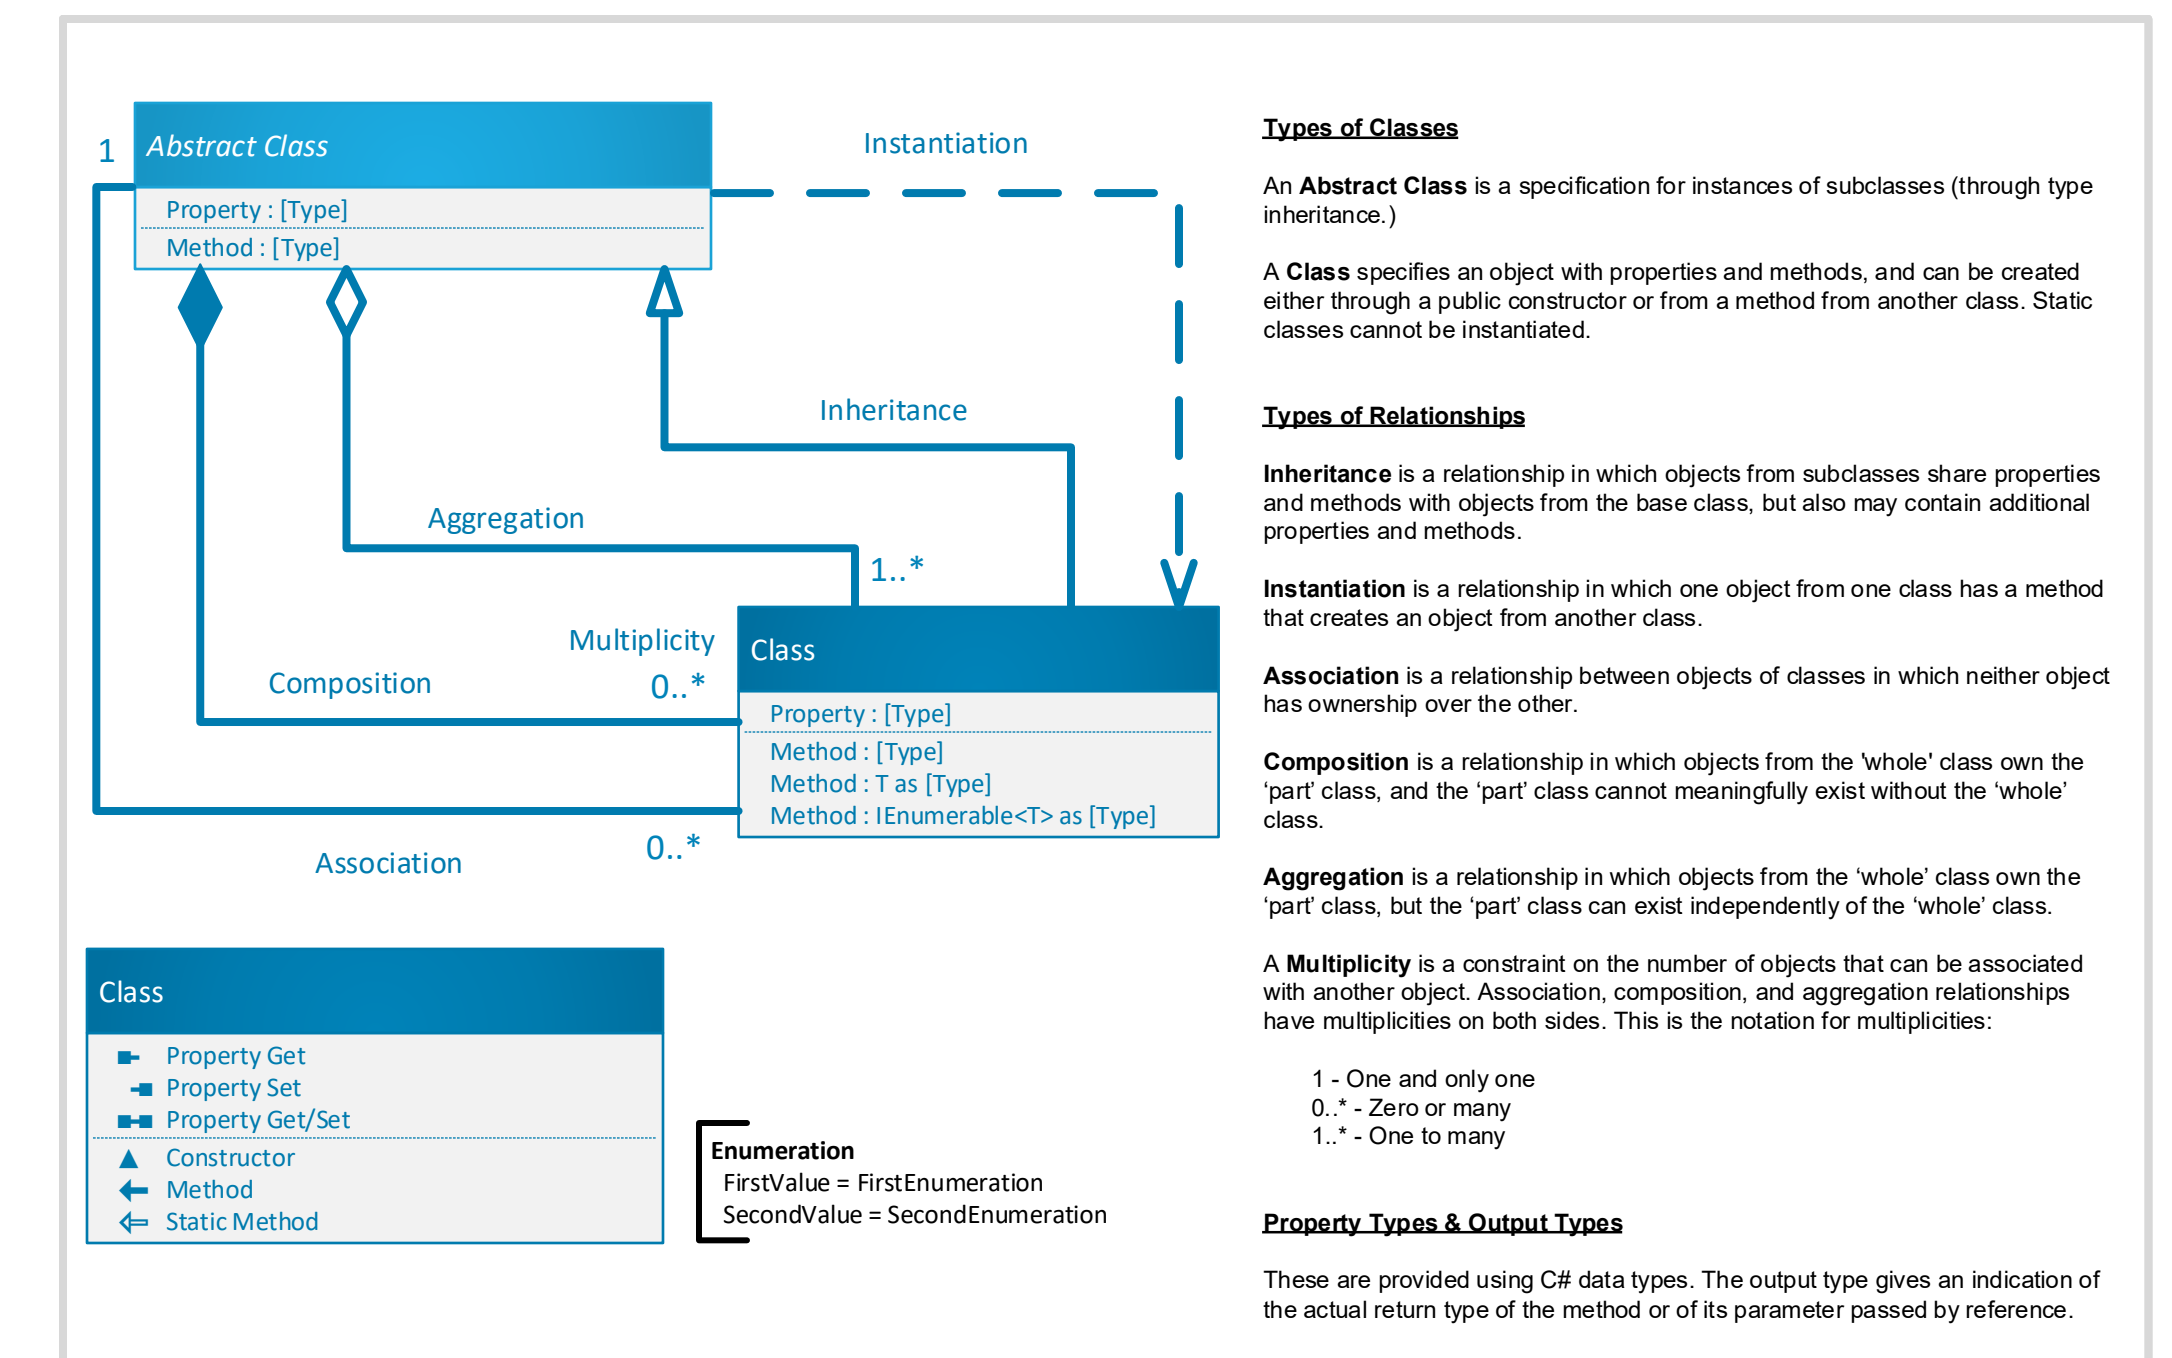 1
Abstract Class
Property : [Type]
Method : [Type]
Instantiation
Inheritance
Aggregation
1..*
Multiplicity
0..*
Composition
Class
Property : [Type]
Method : [Type]
Method : T as [Type]
Method : IEnumerable<T> as [Type]
0..*
Association
Class
Property Get
Property Set
Property Get/Set
Constructor
Method
Static Method
Enumeration
FirstValue = FirstEnumeration
SecondValue = SecondEnumeration
Types of Classes
An Abstract Class is a specification for instances of subclasses (through type
inheritance.)
A Class specifies an object with properties and methods, and can be created
either through a public constructor or from a method from another class. Static
classes cannot be instantiated.
Types of Relationships
Inheritance is a relationship in which objects from subclasses share properties
and methods with objects from the base class, but also may contain additional
properties and methods.
Instantiation is a relationship in which one object from one class has a method
that creates an object from another class.
Association is a relationship between objects of classes in which neither object
has ownership over the other.
Composition is a relationship in which objects from the 'whole' class own the
‘part’ class, and the ‘part’ class cannot meaningfully exist without the ‘whole’
class.
Aggregation is a relationship in which objects from the ‘whole’ class own the
‘part’ class, but the ‘part’ class can exist independently of the ‘whole’ class.
A Multiplicity is a constraint on the number of objects that can be associated
with another object. Association, composition, and aggregation relationships
have multiplicities on both sides. This is the notation for multiplicities:
1 - One and only one
0..* - Zero or many
1..* - One to many
Property Types & Output Types
These are provided using C# data types. The output type gives an indication of
the actual return type of the method or of its parameter passed by reference.